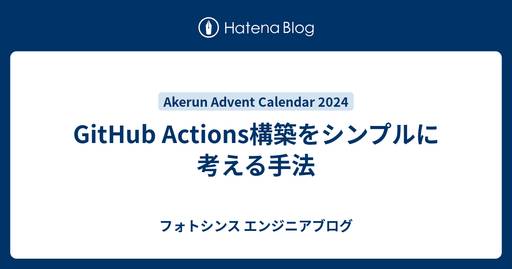 Hatena Blog
Akerun Advent Calendar 2024
GitHub Actions構築をシンプルに
考える手法
フォトシンス エンジニアブログ